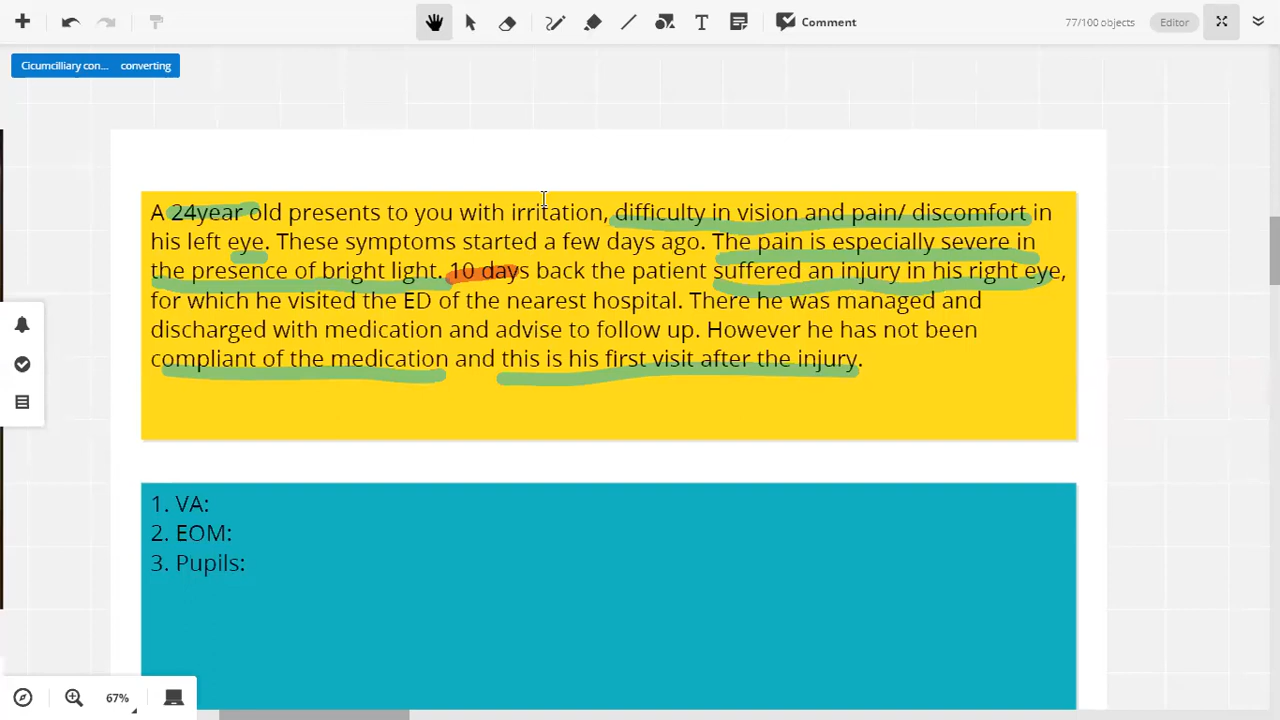 Comment
77/100 objects
Editor
Cicumcilliary con... converting
A 24year old presents to you with irritation, difficulty in vision and pain/ discomfort in
his left eye. These symptoms started a few days ago. The pain is especially severe in
the presence of bright light. 10 days back the patient suffered an injury in his right eye,
for which he visited the ED of the nearest hospital. There he was managed and
discharged with medication and advise to follow up. However he has not been
compliant of the medication and this is his first visit after the injury.
1. VA:
2. EOM:
3. Pupils:
67%